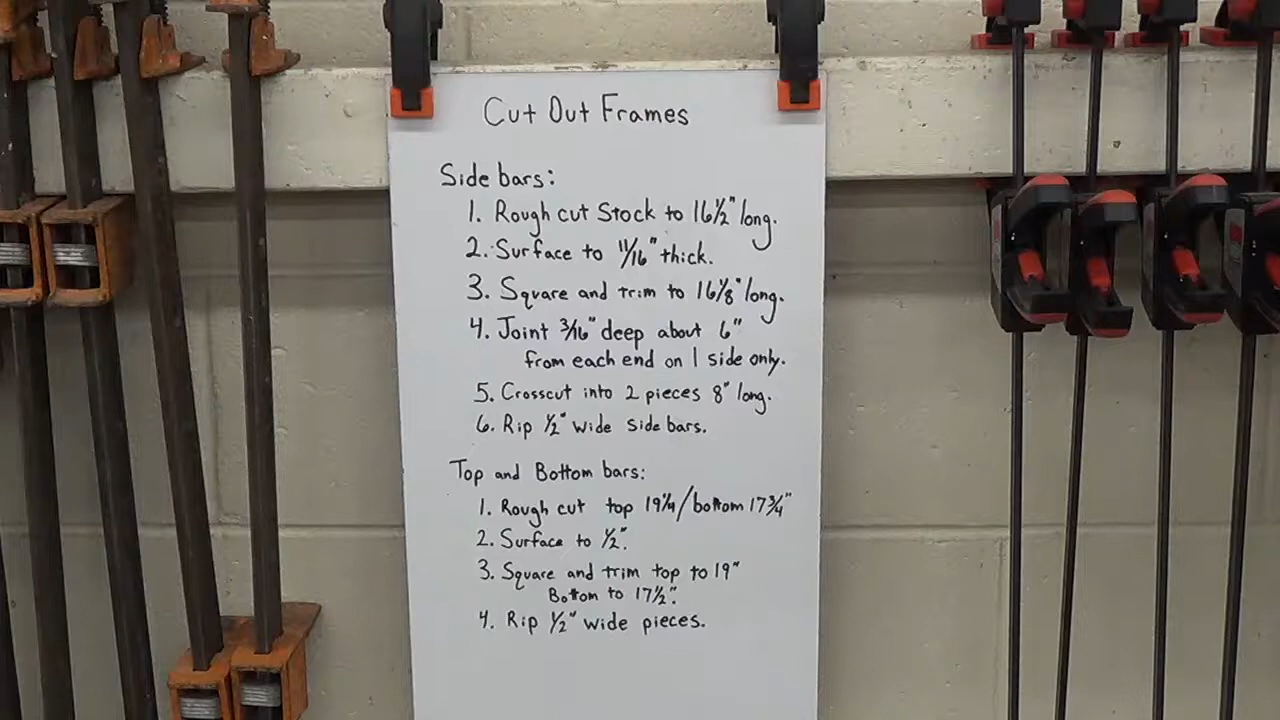 Cut Out Frames
Side bars:
1. Rough cut Stock to 16½" long.
2. Surface to 11/16" thick.
3. Square and trim to 16⅛" long.
4. Joint 3/16" deep about 6"
from each end on 1 side only.
5. Crosscut into 2 pieces 8" long.
6. Rip ½" wide side bars.
Top and Bottom bars:
1. Rough cut top 19¼/bottom 17¾"
2. Surface to ½".
3. Square and trim top to 19"
Bottom to 17½".
4. Rip ½" wide pieces.